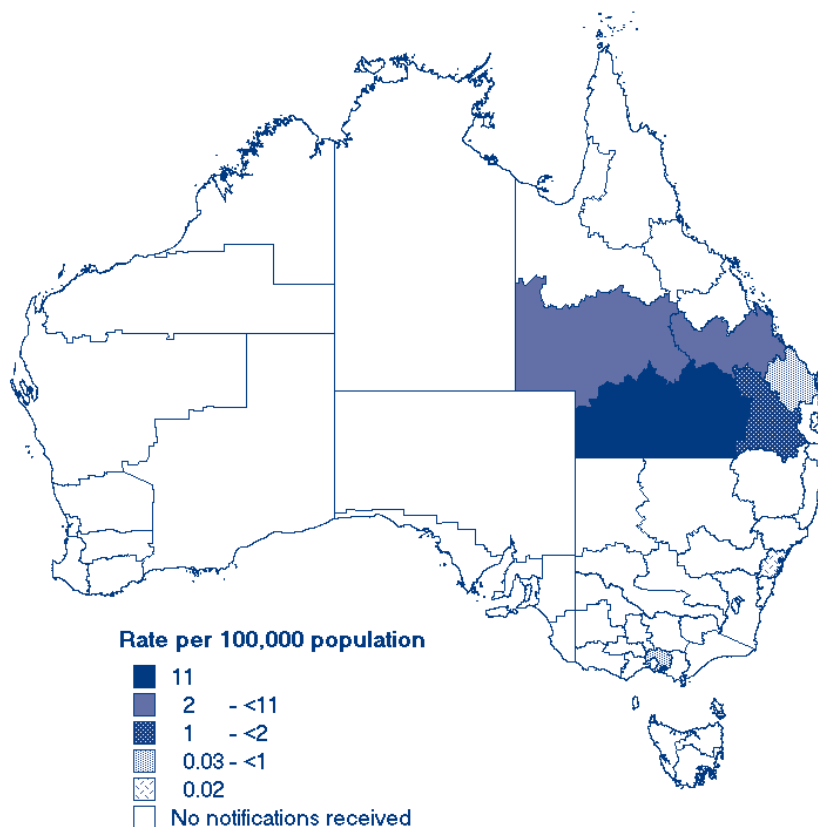 Rate per 100,000 population
11
2 - <11
1 - <2
0.03 - <1
0.02
No notifications received